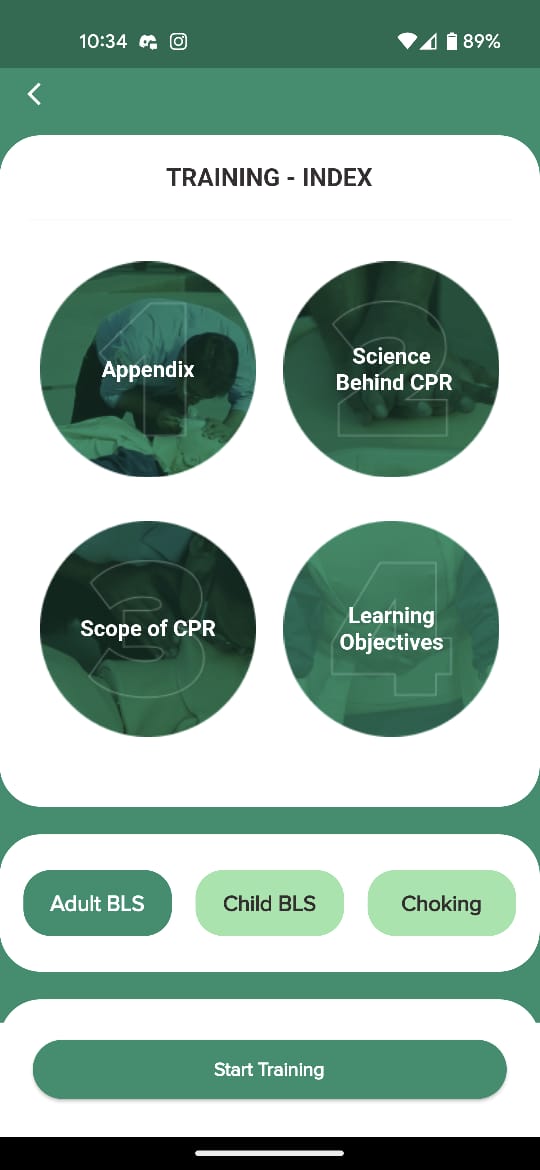 10:34
89%
TRAINING - INDEX
1
Appendix
2
Science
Behind CPR
3
Scope of CPR
4
Learning
Objectives
Adult BLS
Child BLS
Choking
Start Training